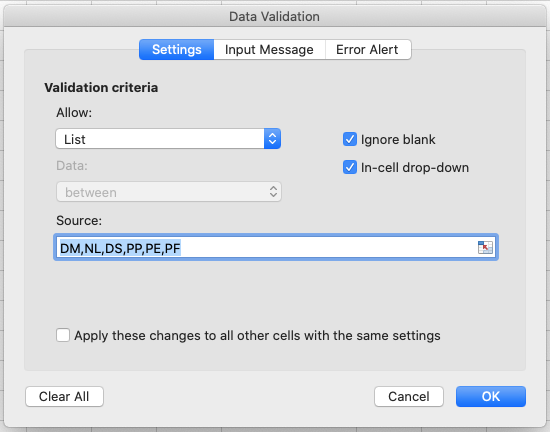 Data Validation
Settings Input Message Error Alert
Validation criteria
Allow:
List
Ignore blank
Data:
In-cell drop-down
between
Source:
DM,NL,DS,PP,PE,PF
Apply these changes to all other cells with the same settings
Clear All Cancel OK